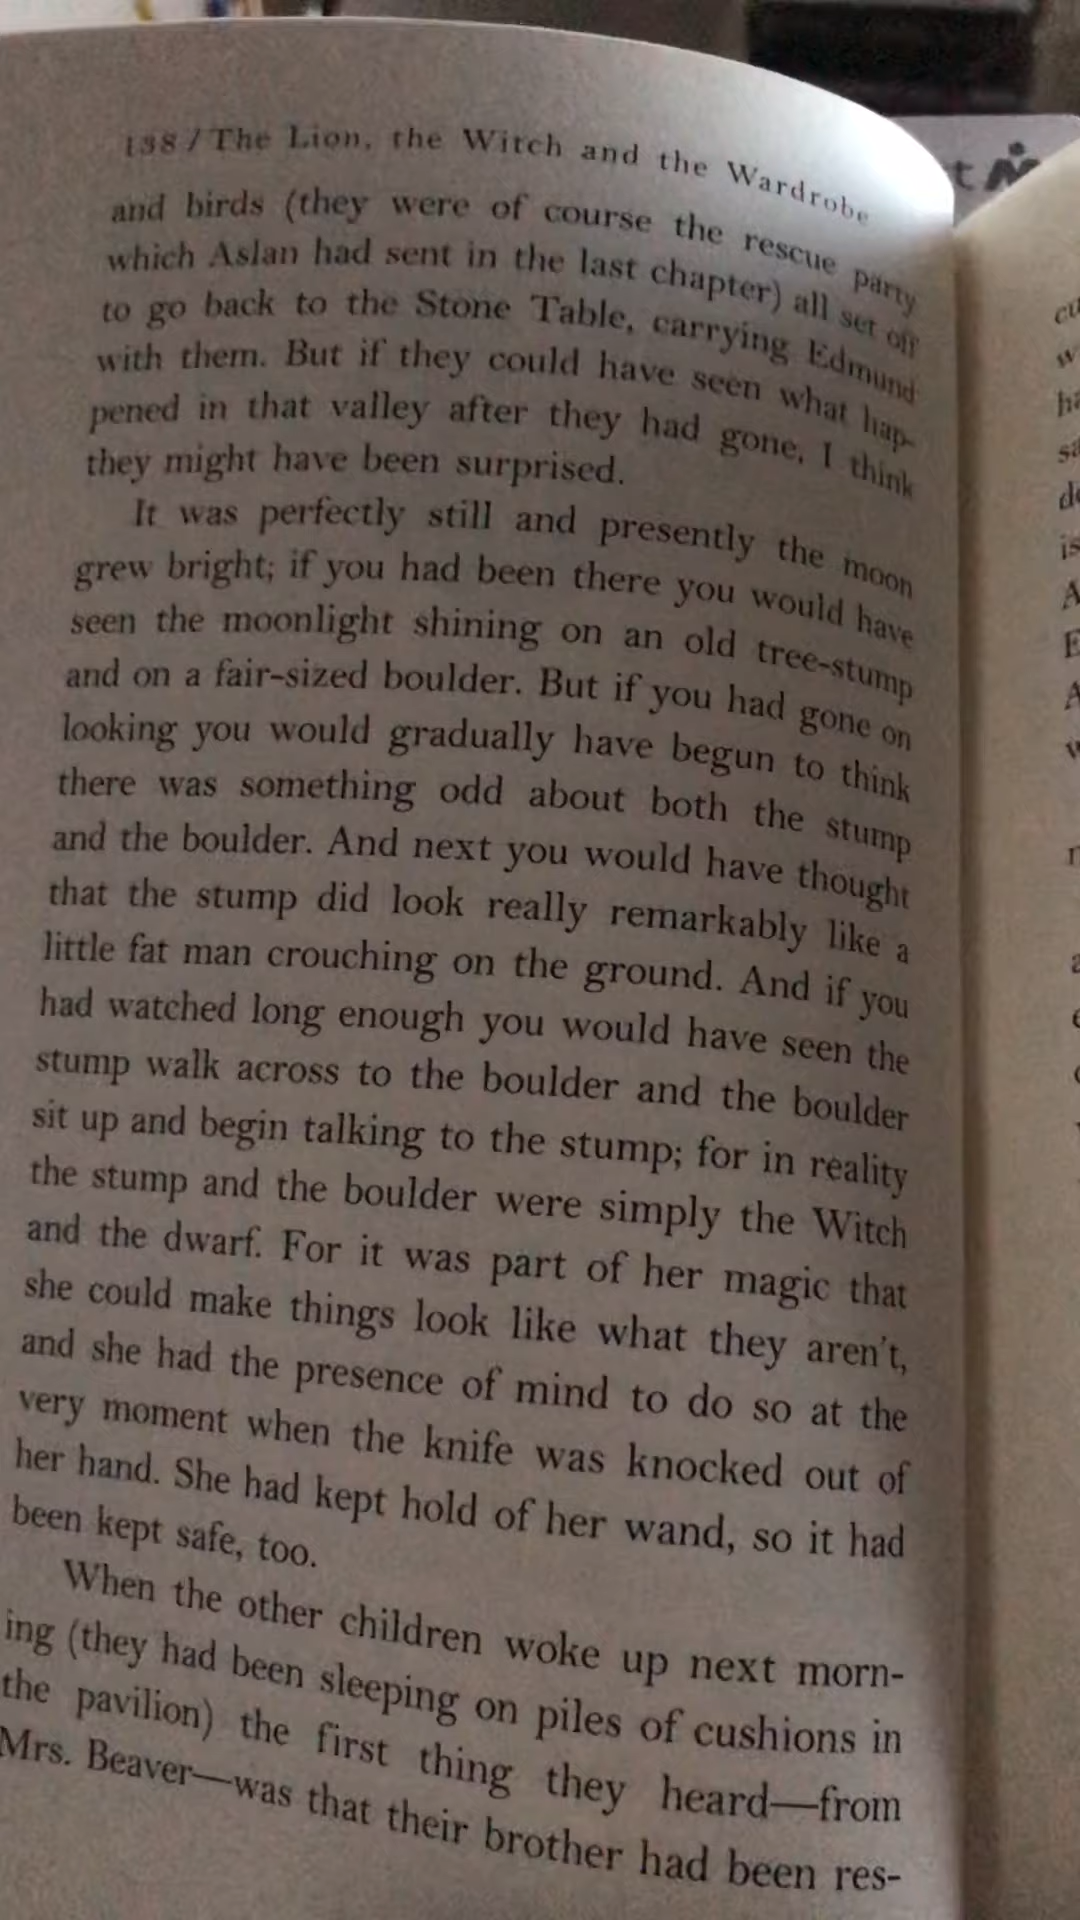 138 / The Lion, the Witch and the Wardrobe
and birds (they were of course the rescue party
which Aslan had sent in the last chapter) all set off
to go back to the Stone Table, carrying Edmund
with them. But if they could have seen what hap-
pened in that valley after they had gone, I think
they might have been surprised.
It was perfectly still and presently the moon
grew bright; if you had been there you would have
seen the moonlight shining on an old tree-stump
and on a fair-sized boulder. But if you had gone on
looking you would gradually have begun to think
there was something odd about both the stump
and the boulder. And next you would have thought
that the stump did look really remarkably like a
little fat man crouching on the ground. And if you
had watched long enough you would have seen the
stump walk across to the boulder and the boulder
sit up and begin talking to the stump; for in reality
the stump and the boulder were simply the Witch
and the dwarf. For it was part of her magic that
she could make things look like what they aren't,
and she had the presence of mind to do so at the
very moment when the knife was knocked out of
her hand. She had kept hold of her wand, so it had
been kept safe, too.
When the other children woke up next morn-
ing (they had been sleeping on piles of cushions in
the pavilion) the first thing they heard—from
Mrs. Beaver—was that their brother had been res-